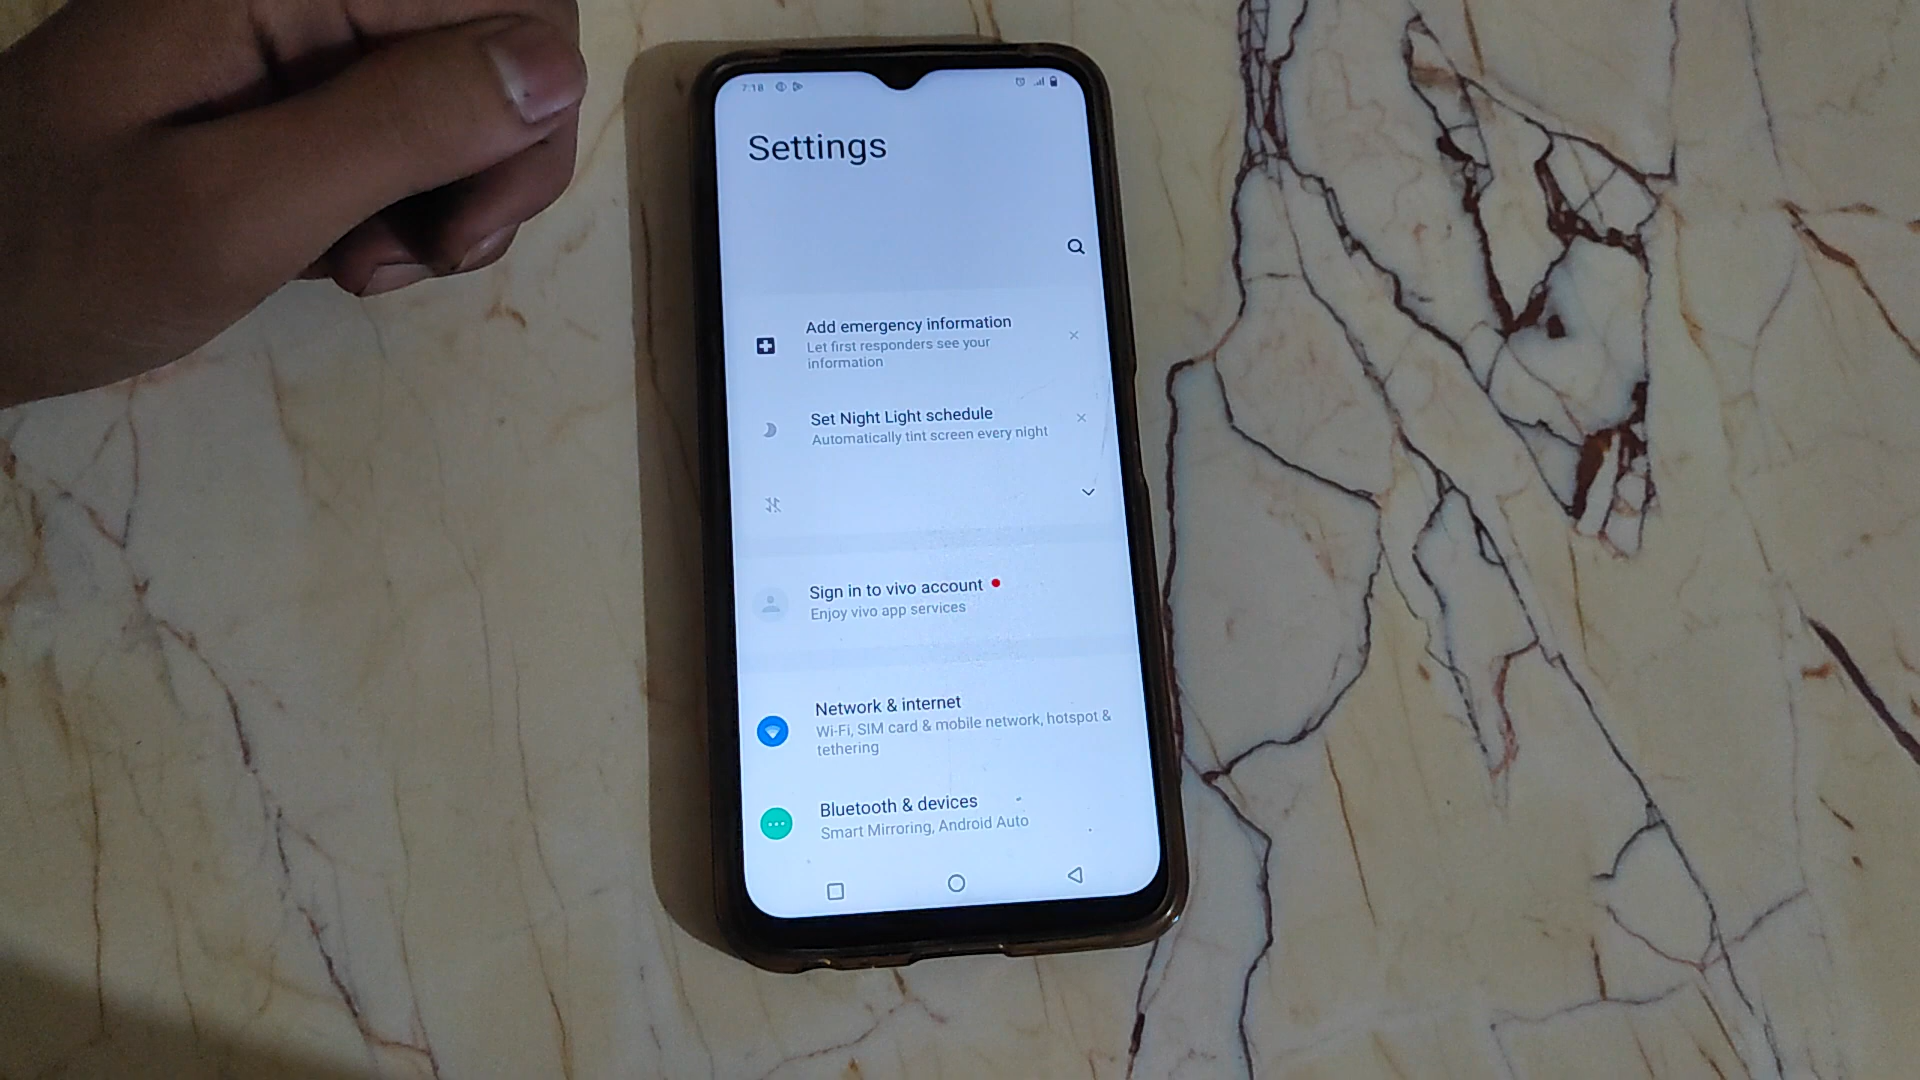 7:18
Settings
Add emergency information
Let first responders see your
information
Set Night Light schedule
Automatically tint screen every night
Sign in to vivo account
Enjoy vivo app services
Network & internet
Wi-Fi, SIM card & mobile network, hotspot &
tethering
Bluetooth & devices
Smart Mirroring, Android Auto